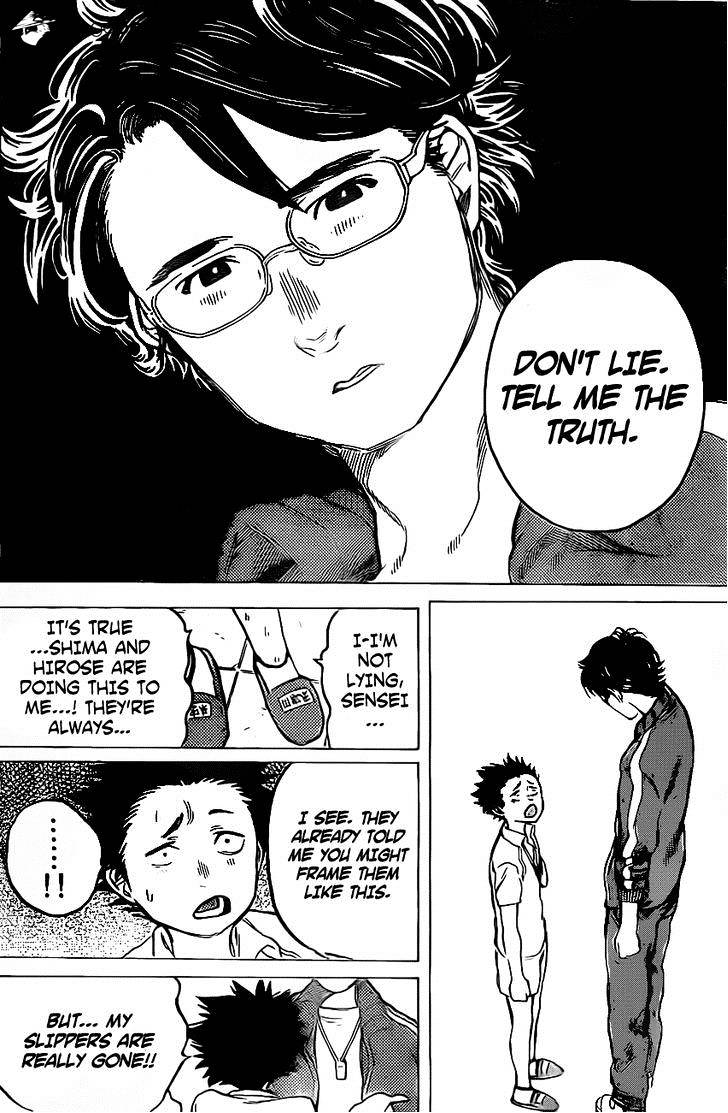 DON'T LIE.
TELL ME THE
TRUTH.
I-I'M
NOT
LYING,
SENSEI
...
IT'S TRUE
...SHIMA AND
HIROSE ARE
DOING THIS TO
ME...! THEY'RE
ALWAYS...
I SEE. THEY
ALREADY TOLD
ME YOU MIGHT
FRAME THEM
LIKE THIS.
......!!
BUT... MY
SLIPPERS ARE
REALLY GONE!!